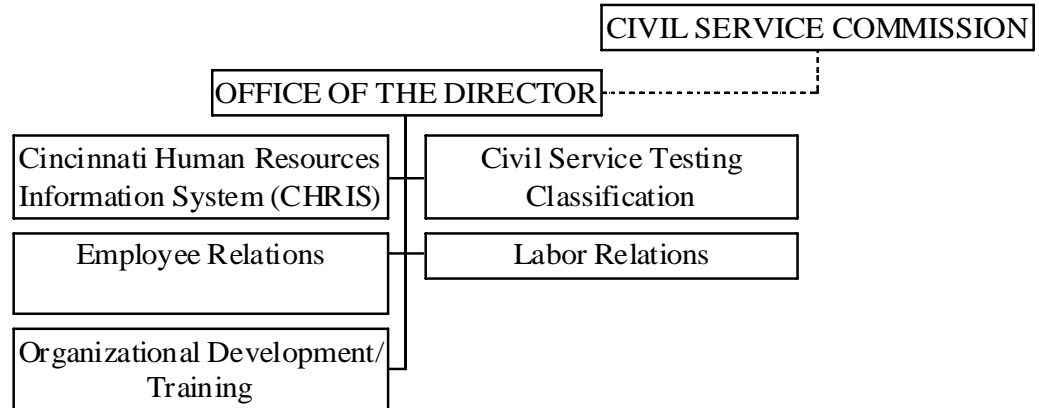 CIVIL SERVICE COMMISSION
OFFICE OF THE DIRECTOR
Cincinnati Human Resources
Information System (CHRIS)
Civil Service Testing
Classification
Employee Relations
Labor Relations
Organizational Development/
Training